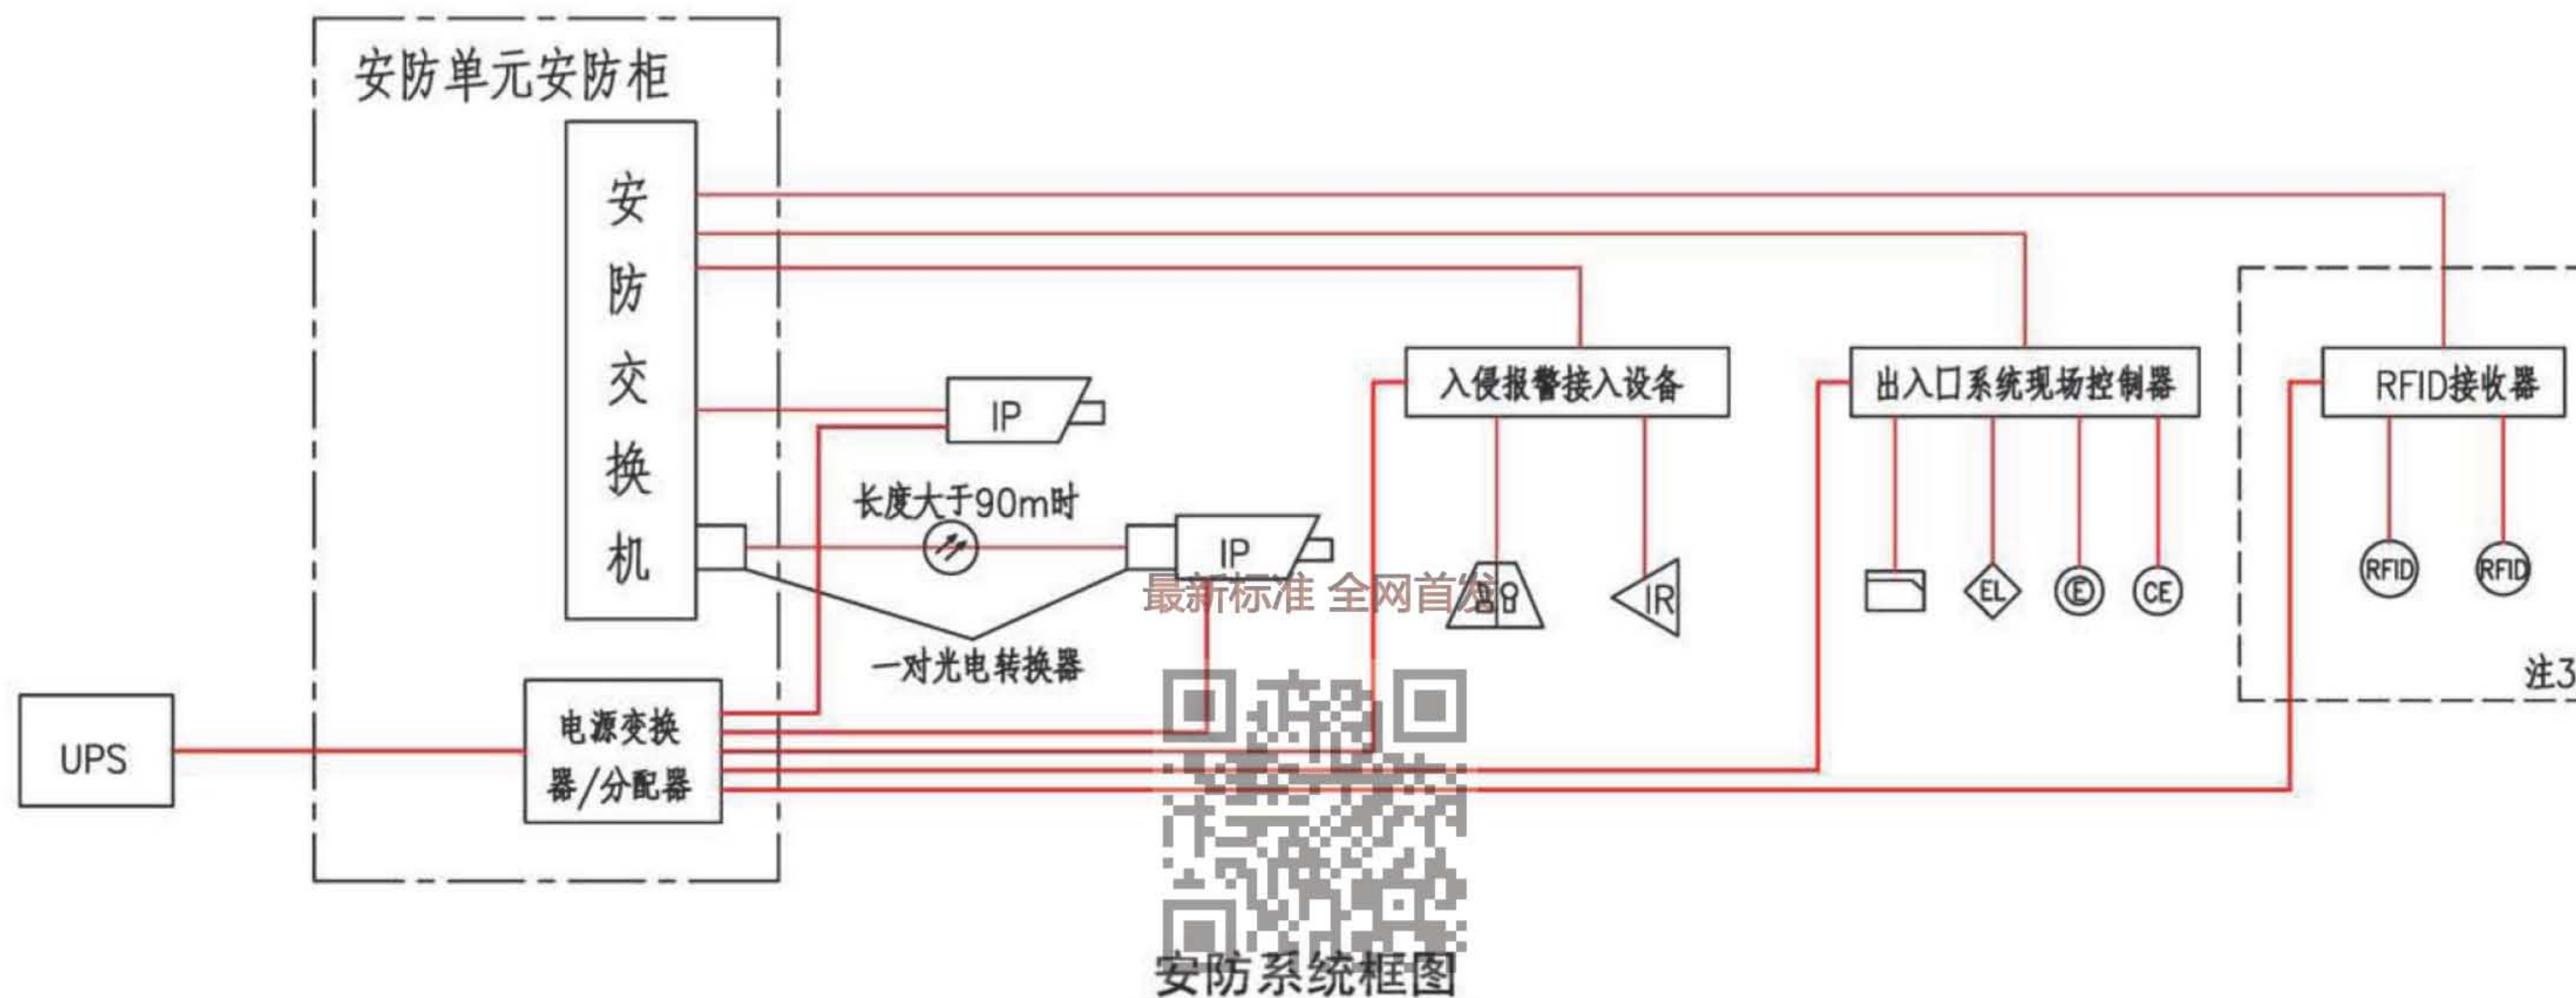 安防单元安防柜
安防交换机
IP
长度大于90m时
IP
一对光电转换器
入侵报警接入设备
出入口系统现场控制器
RFID接收器
IR
EL
E
CE
RFID
RFID
注3
UPS
电源变换
器/分配器
最新标准 全网首发
安防系统框图